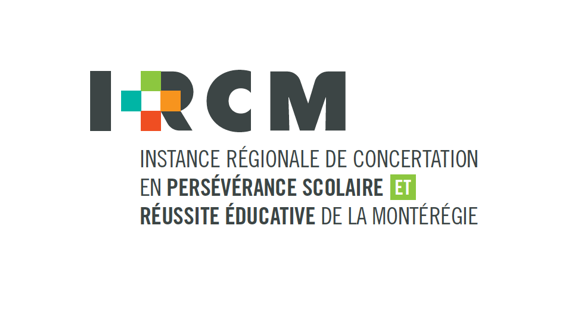 IRCM
INSTANCE RÉGIONALE DE CONCERTATION
EN PERSÉVÉRANCE SCOLAIRE ET
RÉUSSITE ÉDUCATIVE DE LA MONTÉRÉGIE